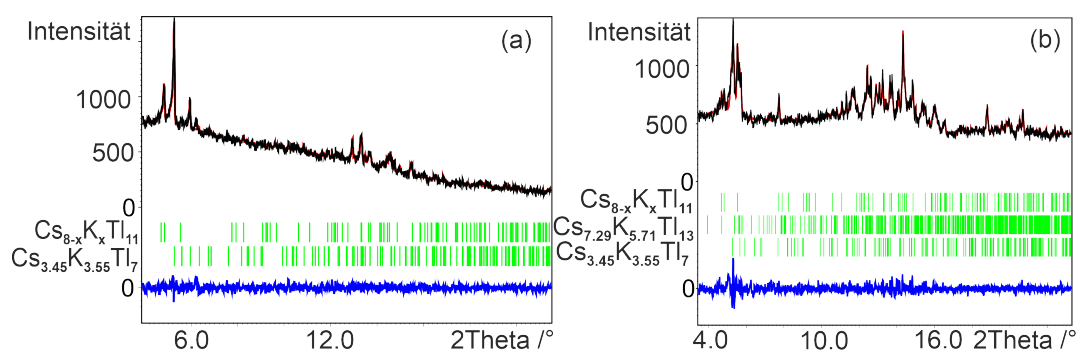 Intensität
(a)
1000
500
0
Cs8-xKxTl11
Cs3.45K3.55Tl7
0
6.0 12.0 2Theta /°
Intensität
(b)
1000
500
0
Cs8-xKxTl11
Cs7.29K5.71Tl13
Cs3.45K3.55Tl7
0
4.0 10.0 16.0 2Theta /°